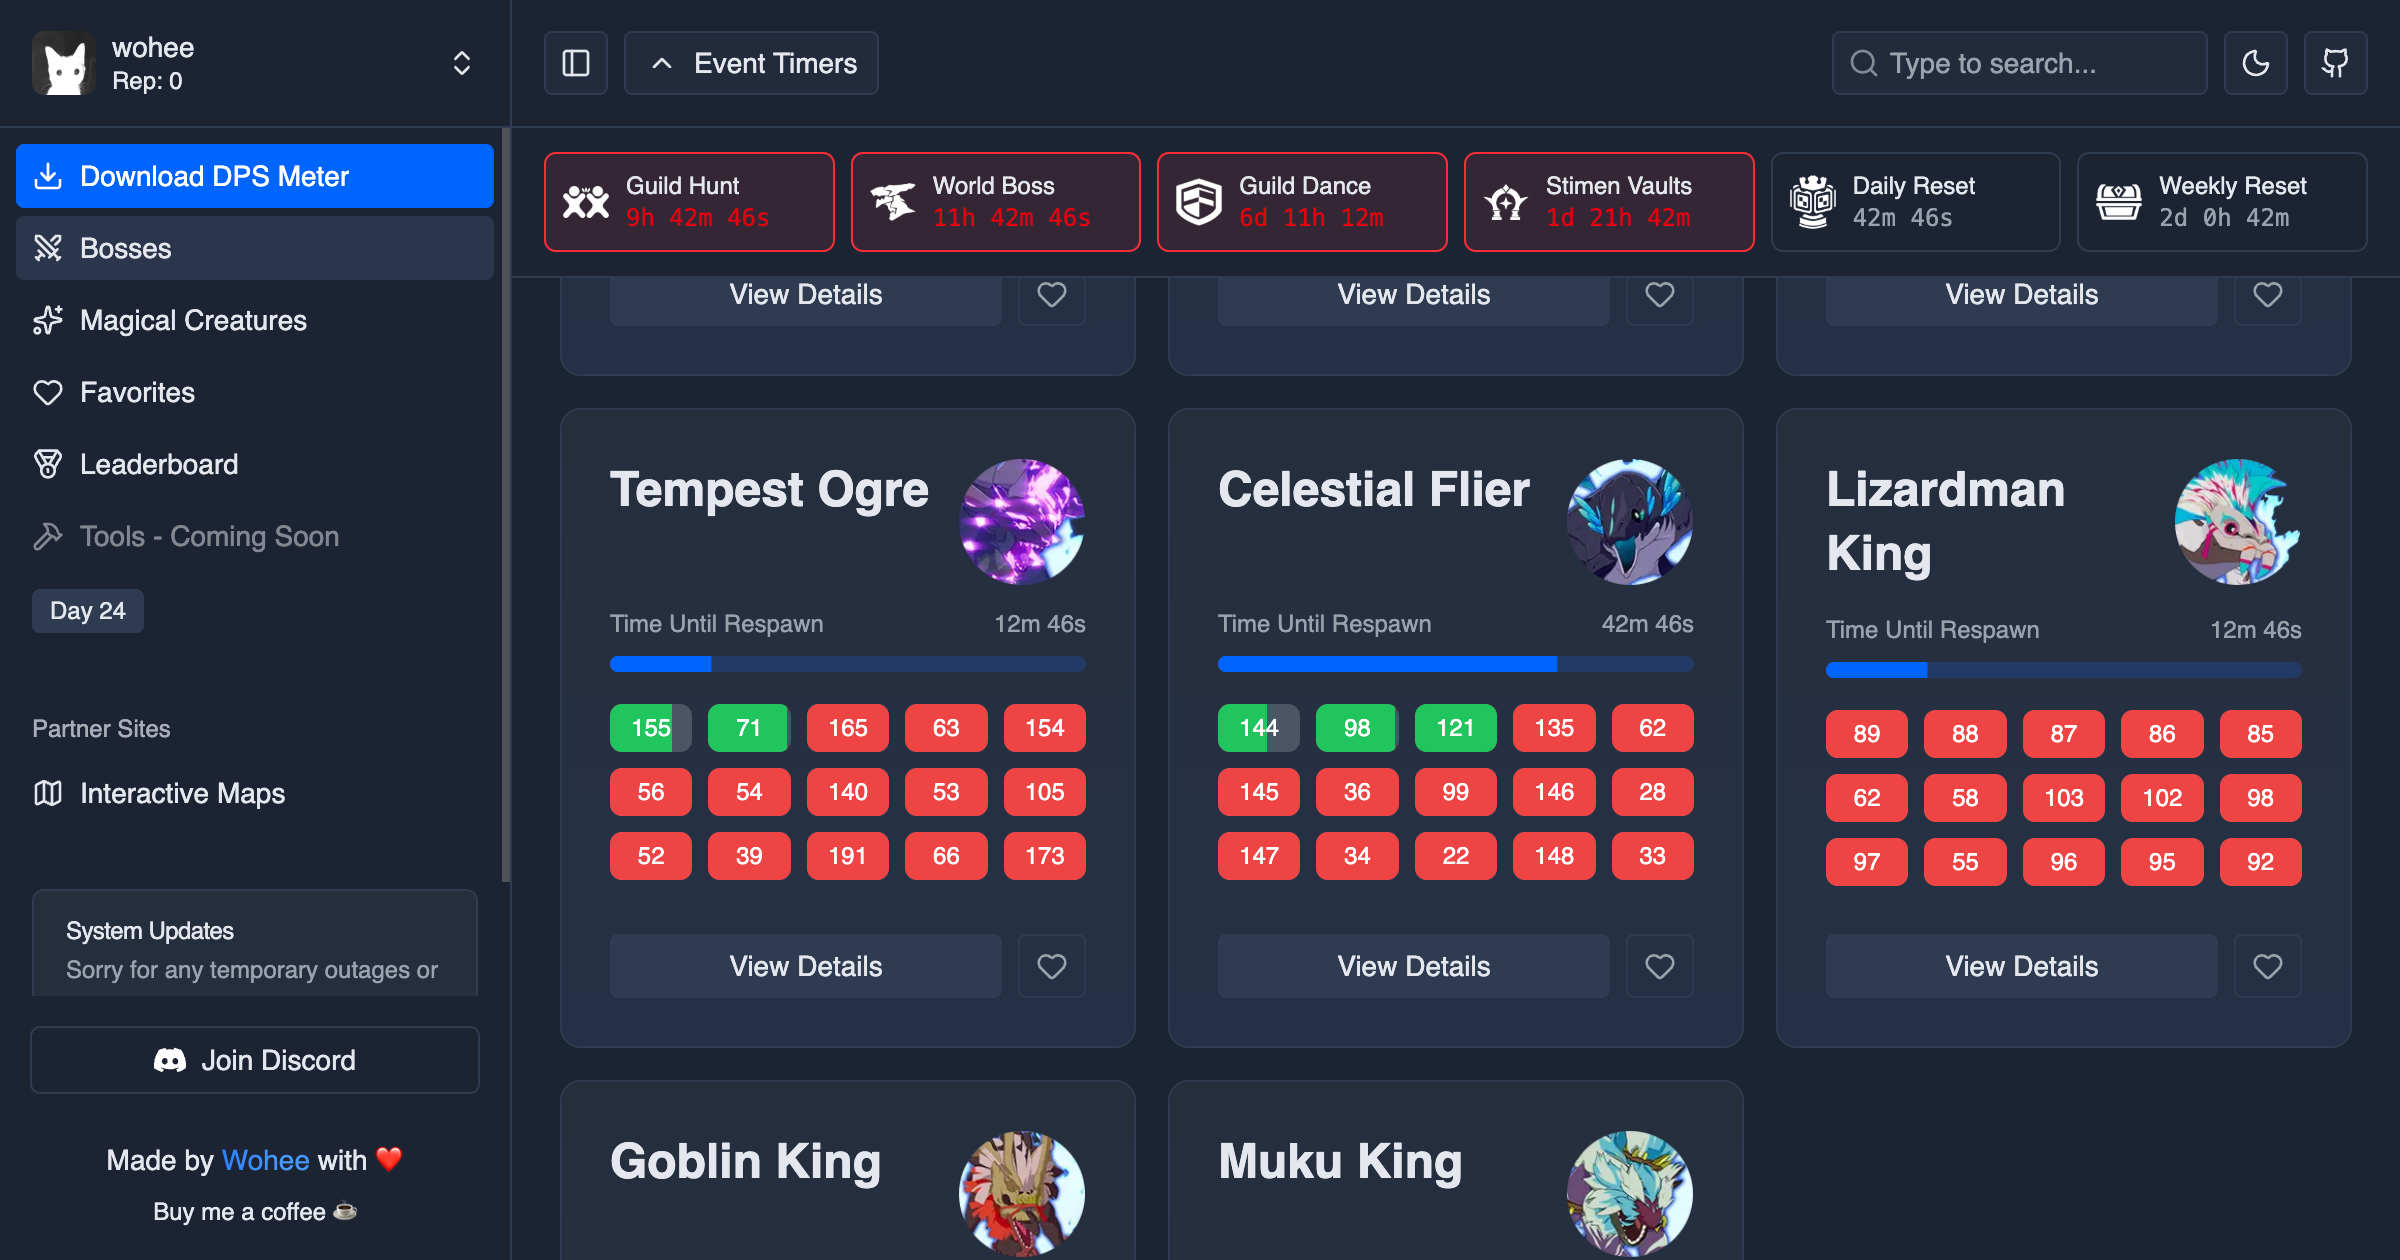 wohee
Rep: 0
Download DPS Meter
Bosses
Magical Creatures
Favorites
Leaderboard
Tools - Coming Soon
Day 24
Partner Sites
Interactive Maps
System Updates
Sorry for any temporary outages or
Join Discord
Made by Wohee with ❤️
Buy me a coffee ☕
Event Timers
Type to search...
Guild Hunt
9h 42m 46s
World Boss
11h 42m 46s
Guild Dance
6d 11h 12m
Stimen Vaults
1d 21h 42m
Daily Reset
42m 46s
Weekly Reset
2d 0h 42m
View Details
View Details
View Details
Tempest Ogre
Time Until Respawn 12m 46s
155 71 165 63 154
56 54 140 53 105
52 39 191 66 173
View Details
Celestial Flier
Time Until Respawn 42m 46s
144 98 121 135 62
145 36 99 146 28
147 34 22 148 33
View Details
Lizardman
King
Time Until Respawn 12m 46s
89 88 87 86 85
62 58 103 102 98
97 55 96 95 92
View Details
Goblin King
Muku King